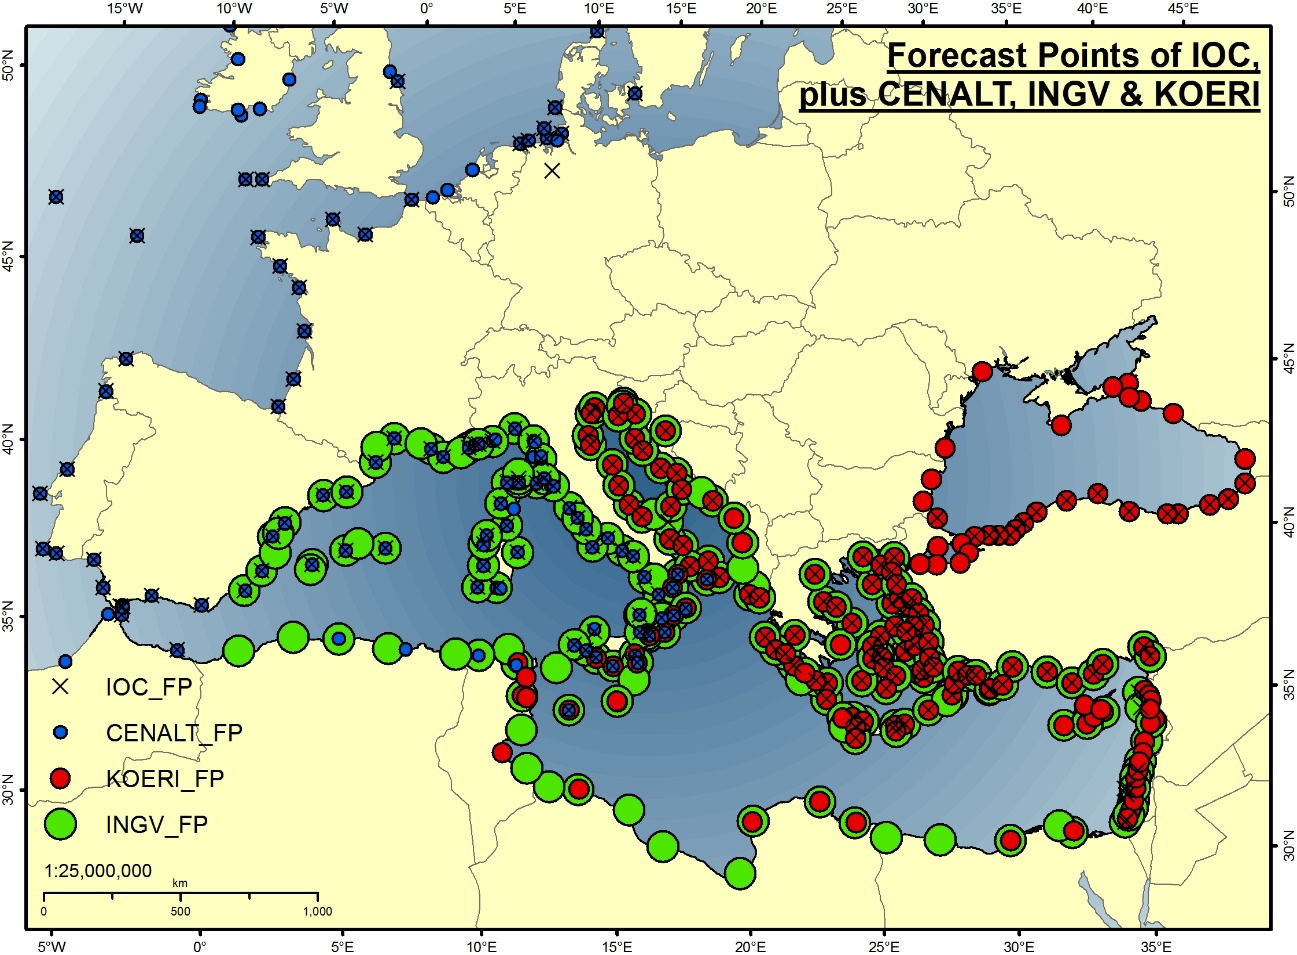 15°W 10°W 5°W 0° 5°E 10°E 15°E 20°E 25°E 30°E 35°E 40°E 45°E
Forecast Points of IOC,
plus CENALT, INGV & KOERI
50°N
50°N
45°N
45°N
40°N
40°N
35°N
35°N
30°N
30°N
IOC_FP
CENALT_FP
KOERI_FP
INGV_FP
1:25,000,000
km
0 500 1,000
5°W 0° 5°E 10°E 15°E 20°E 25°E 30°E 35°E